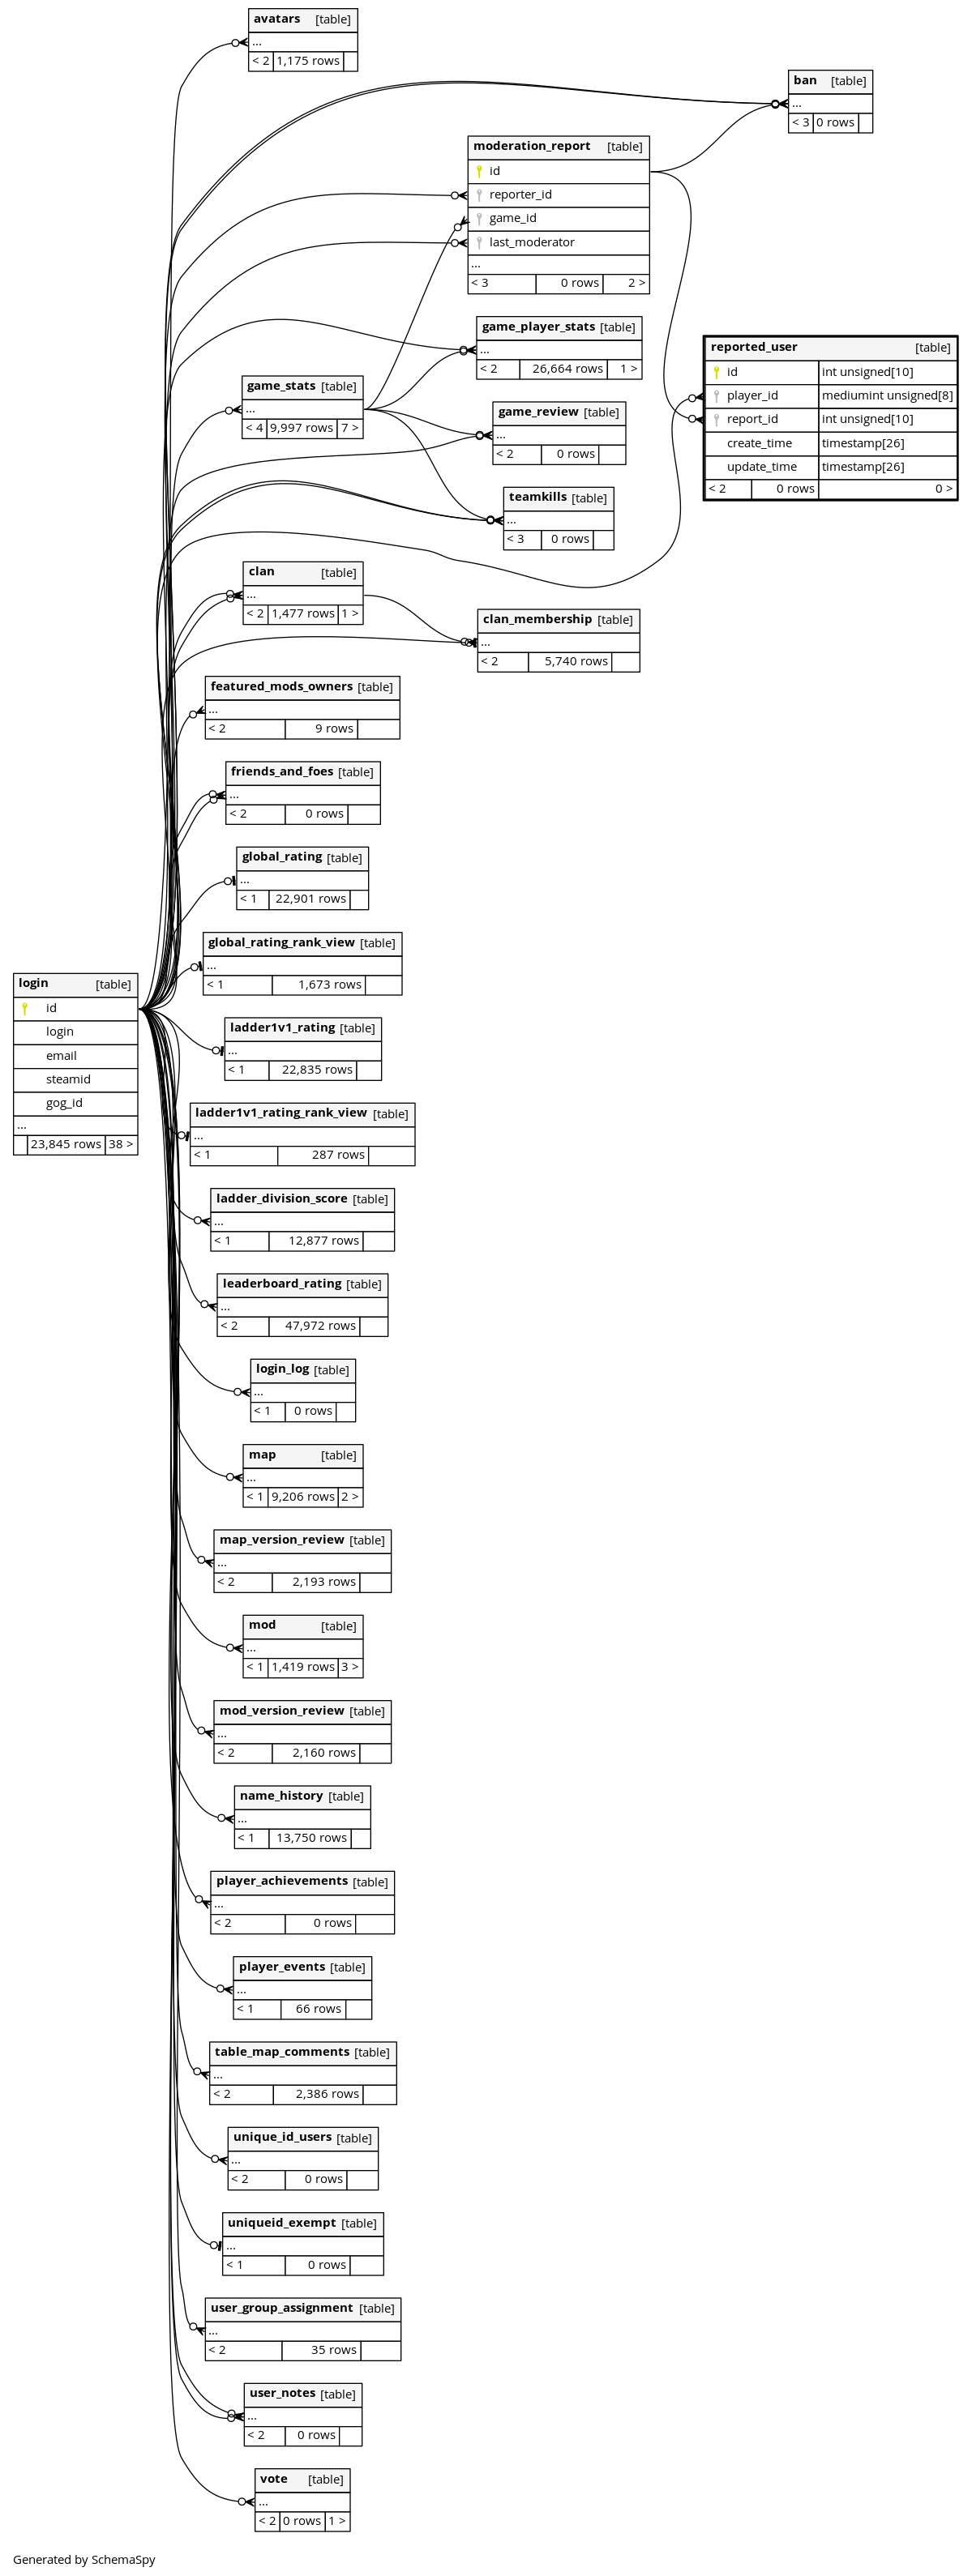 avatars [table]
...
< 2 1,175 rows
ban [table]
...
< 3 0 rows
moderation_report [table]
id
reporter_id
game_id
last_moderator
...
< 3 0 rows 2 >
game_player_stats [table]
...
< 2 26,664 rows 1 >
reported_user [table]
id int unsigned[10]
player_id mediumint unsigned[8]
report_id int unsigned[10]
create_time timestamp[26]
update_time timestamp[26]
< 2 0 rows 0 >
game_stats [table]
...
< 4 9,997 rows 7 >
game_review [table]
...
< 2 0 rows
teamkills [table]
...
< 3 0 rows
clan [table]
...
< 2 1,477 rows 1 >
clan_membership [table]
...
< 2 5,740 rows
featured_mods_owners [table]
...
< 2 9 rows
friends_and_foes [table]
...
< 2 0 rows
global_rating [table]
...
< 1 22,901 rows
global_rating_rank_view [table]
...
< 1 1,673 rows
login [table]
id
login
email
steamid
gog_id
...
23,845 rows 38 >
ladder1v1_rating [table]
...
< 1 22,835 rows
ladder1v1_rating_rank_view [table]
...
< 1 287 rows
ladder_division_score [table]
...
< 1 12,877 rows
leaderboard_rating [table]
...
< 2 47,972 rows
login_log [table]
...
< 1 0 rows
map [table]
...
< 1 9,206 rows 2 >
map_version_review [table]
...
< 2 2,193 rows
mod [table]
...
< 1 1,419 rows 3 >
mod_version_review [table]
...
< 2 2,160 rows
name_history [table]
...
< 1 13,750 rows
player_achievements [table]
...
< 2 0 rows
player_events [table]
...
< 1 66 rows
table_map_comments [table]
...
< 2 2,386 rows
unique_id_users [table]
...
< 2 0 rows
uniqueid_exempt [table]
...
< 1 0 rows
user_group_assignment [table]
...
< 2 35 rows
user_notes [table]
...
< 2 0 rows
vote [table]
...
< 2 0 rows 1 >
Generated by SchemaSpy